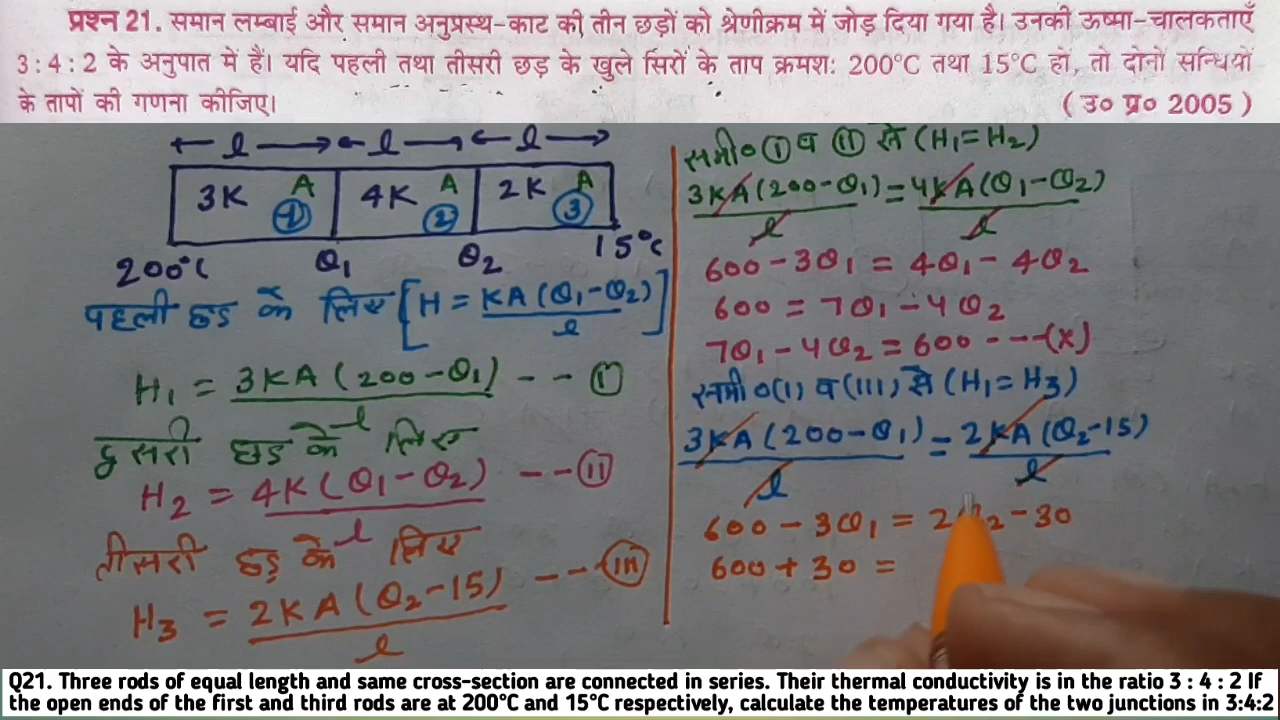 प्रश्न 21. समान लम्बाई और समान अनुप्रस्थ-काट की तीन छड़ों को श्रेणीक्रम में जोड़ दिया गया है। उनकी ऊष्मा-चालकताएँ
3 : 4 : 2 के अनुपात में हैं। यदि पहली तथा तीसरी छड़ के खुले सिरों के ताप क्रमशः 200°C तथा 15°C हों, तो दोनों सन्धियों
के तापों की गणना कीजिए। ( उ० प्र० 2005 )
l l l
3K A ① 4K A ② 2K A ③
200°C θ₁ θ₂ 15°C
पहली छड़ के लिए [H = KA(θ₁-θ₂)/l]
H₁ = 3KA(200-θ₁)/l -- (I)
दूसरी छड़ के लिए
H₂ = 4K(θ₁-θ₂)/l -- (II)
तीसरी छड़ के लिए
H₃ = 2KA(θ₂-15)/l --- (III)
समी० (I) व (II) से (H₁=H₂)
3KA(200-θ₁)/l = 4KA(θ₁-θ₂)/l
600-3θ₁ = 4θ₁-4θ₂
600 = 7θ₁-4θ₂
7θ₁-4θ₂ = 600 ---(X)
समी०(I) व (III) से (H₁=H₃)
3KA(200-θ₁)/l = 2KA(θ₂-15)/l
600-3θ₁ = 2θ₂-30
600+30 =
Q21. Three rods of equal length and same cross-section are connected in series. Their thermal conductivity is in the ratio 3 : 4 : 2 If
the open ends of the first and third rods are at 200°C and 15°C respectively, calculate the temperatures of the two junctions in 3:4:2